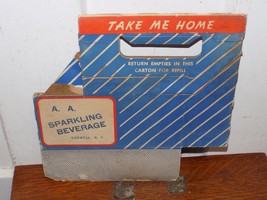 TAKE ME HOME
RETURN EMPTIES IN THIS
CARTON FOR REFILL
A. A.
SPARKLING
BEVERAGE